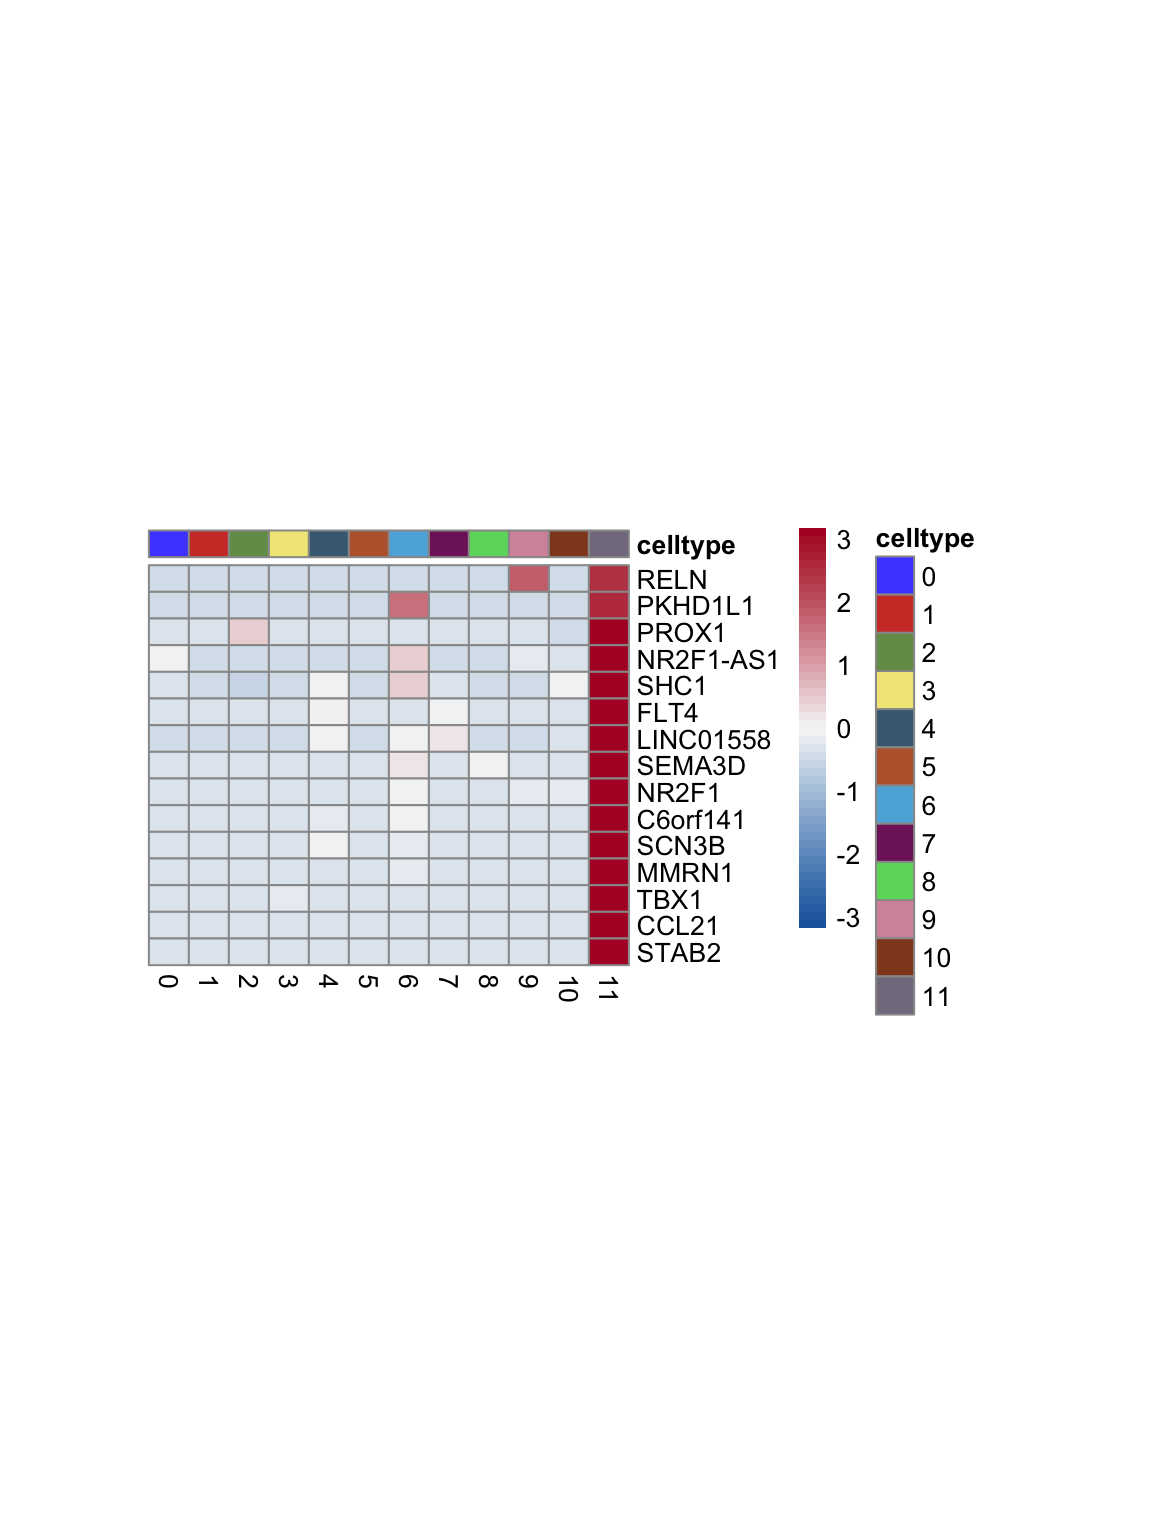 celltype
RELN
PKHD1L1
PROX1
NR2F1-AS1
SHC1
FLT4
LINC01558
SEMA3D
NR2F1
C6orf141
SCN3B
MMRN1
TBX1
CCL21
STAB2
0 1 2 3 4 5 6 7 8 9 10 11
3
2
1
0
-1
-2
-3
celltype
0
1
2
3
4
5
6
7
8
9
10
11